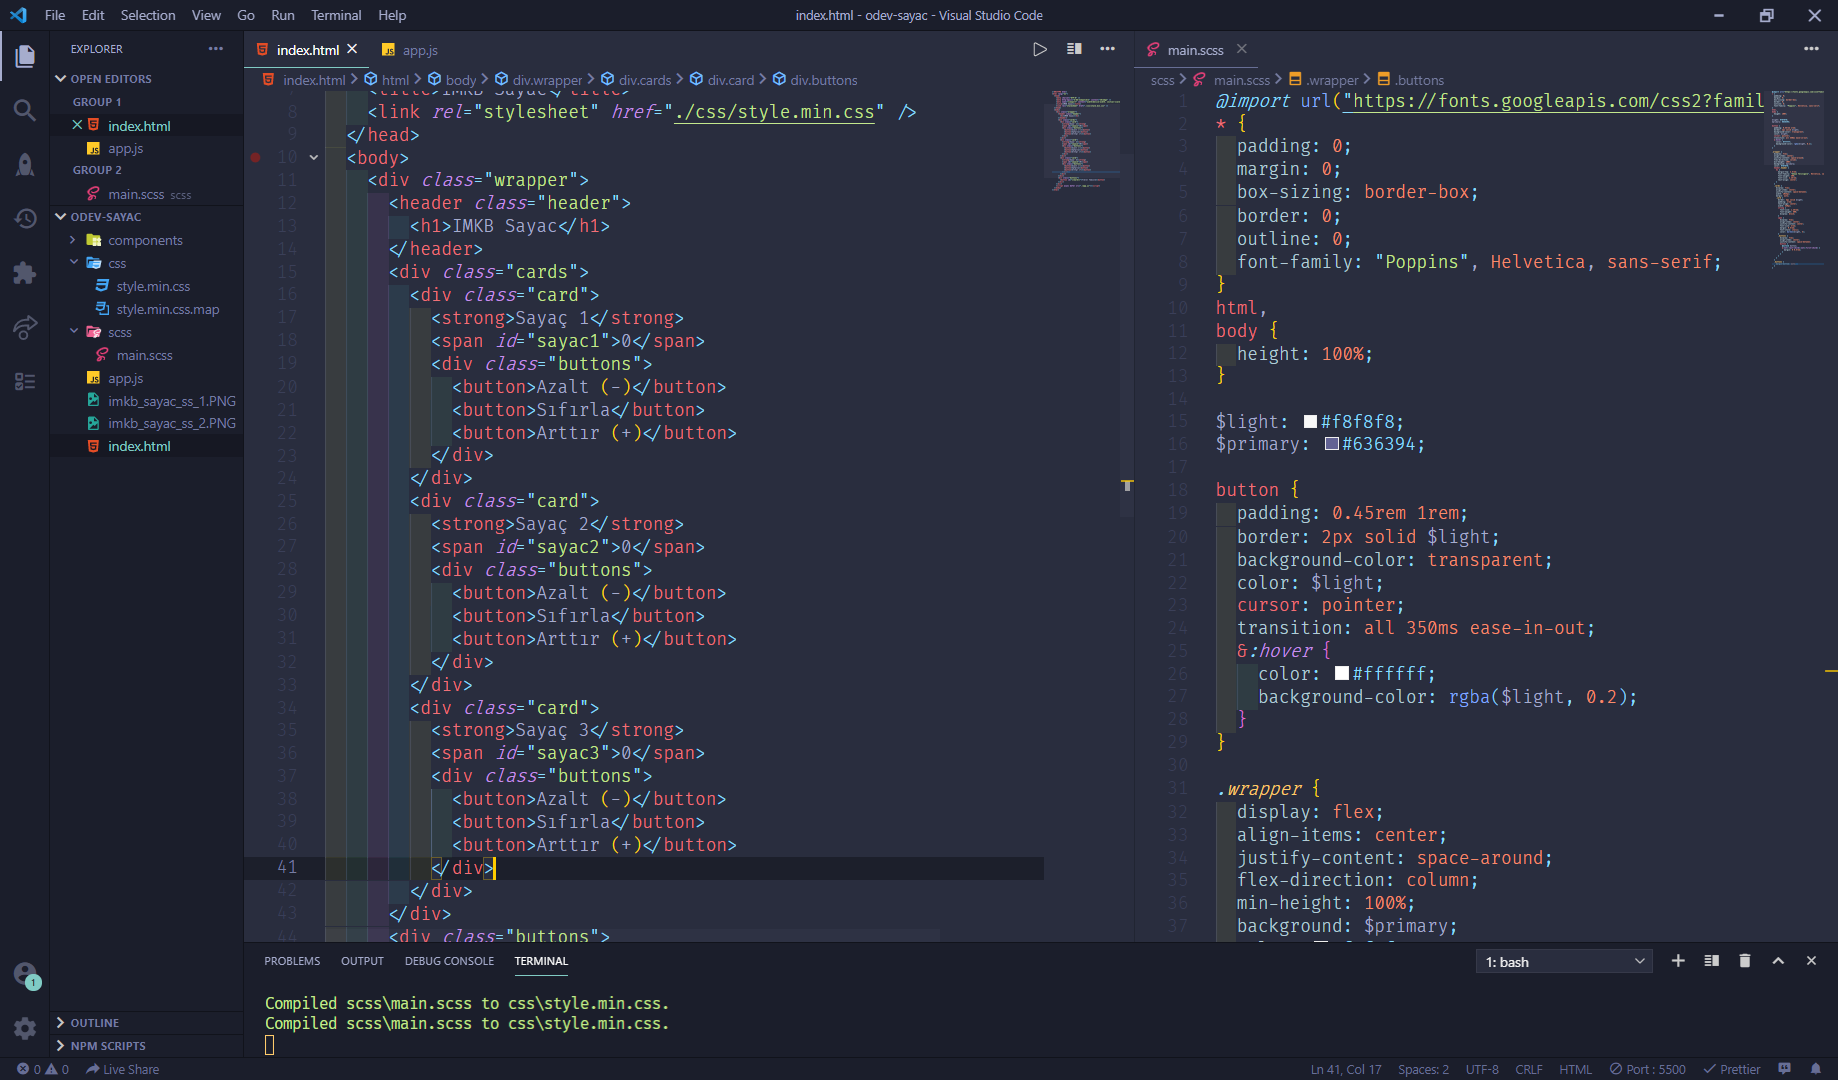 File Edit Selection View Go Run Terminal Help
index.html - odev-sayac - Visual Studio Code
EXPLORER
OPEN EDITORS
GROUP 1
index.html
app.js
GROUP 2
main.scss scss
ODEV-SAYAC
components
css
style.min.css
style.min.css.map
scss
main.scss
app.js
imkb_sayac_ss_1.PNG
imkb_sayac_ss_2.PNG
index.html
OUTLINE
NPM SCRIPTS
index.html app.js
index.html > html > body > div.wrapper > div.cards > div.card > div.buttons
<title>IMKB Sayac</title>
8 <link rel="stylesheet" href="./css/style.min.css" />
9 </head>
10 <body>
11 <div class="wrapper">
12 <header class="header">
13 <h1>IMKB Sayac</h1>
14 </header>
15 <div class="cards">
16 <div class="card">
17 <strong>Sayaç 1</strong>
18 <span id="sayac1">0</span>
19 <div class="buttons">
20 <button>Azalt (-)</button>
21 <button>Sıfırla</button>
22 <button>Arttır (+)</button>
23 </div>
24 </div>
25 <div class="card">
26 <strong>Sayaç 2</strong>
27 <span id="sayac2">0</span>
28 <div class="buttons">
29 <button>Azalt (-)</button>
30 <button>Sıfırla</button>
31 <button>Arttır (+)</button>
32 </div>
33 </div>
34 <div class="card">
35 <strong>Sayaç 3</strong>
36 <span id="sayac3">0</span>
37 <div class="buttons">
38 <button>Azalt (-)</button>
39 <button>Sıfırla</button>
40 <button>Arttır (+)</button>
41 </div>
42 </div>
43 </div>
44 <div class="buttons">
main.scss
scss > main.scss > .wrapper > .buttons
1 @import url("https://fonts.googleapis.com/css2?famil
2 * {
3 padding: 0;
4 margin: 0;
5 box-sizing: border-box;
6 border: 0;
7 outline: 0;
8 font-family: "Poppins", Helvetica, sans-serif;
9 }
10 html,
11 body {
12 height: 100%;
13 }
14
15 $light: #f8f8f8;
16 $primary: #636394;
17
18 button {
19 padding: 0.45rem 1rem;
20 border: 2px solid $light;
21 background-color: transparent;
22 color: $light;
23 cursor: pointer;
24 transition: all 350ms ease-in-out;
25 &:hover {
26 color: #ffffff;
27 background-color: rgba($light, 0.2);
28 }
29 }
30
31 .wrapper {
32 display: flex;
33 align-items: center;
34 justify-content: space-around;
35 flex-direction: column;
36 min-height: 100%;
37 background: $primary;
PROBLEMS OUTPUT DEBUG CONSOLE TERMINAL
1: bash
Compiled scss\main.scss to css\style.min.css.
Compiled scss\main.scss to css\style.min.css.
1
0 0 Live Share
Ln 41, Col 17 Spaces: 2 UTF-8 CRLF HTML Port : 5500 Prettier